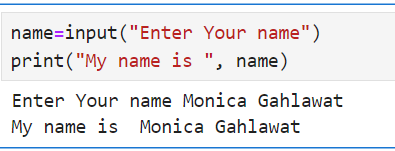 name=input("Enter Your name")
print("My name is ", name)
Enter Your name Monica Gahlawat
My name is  Monica Gahlawat